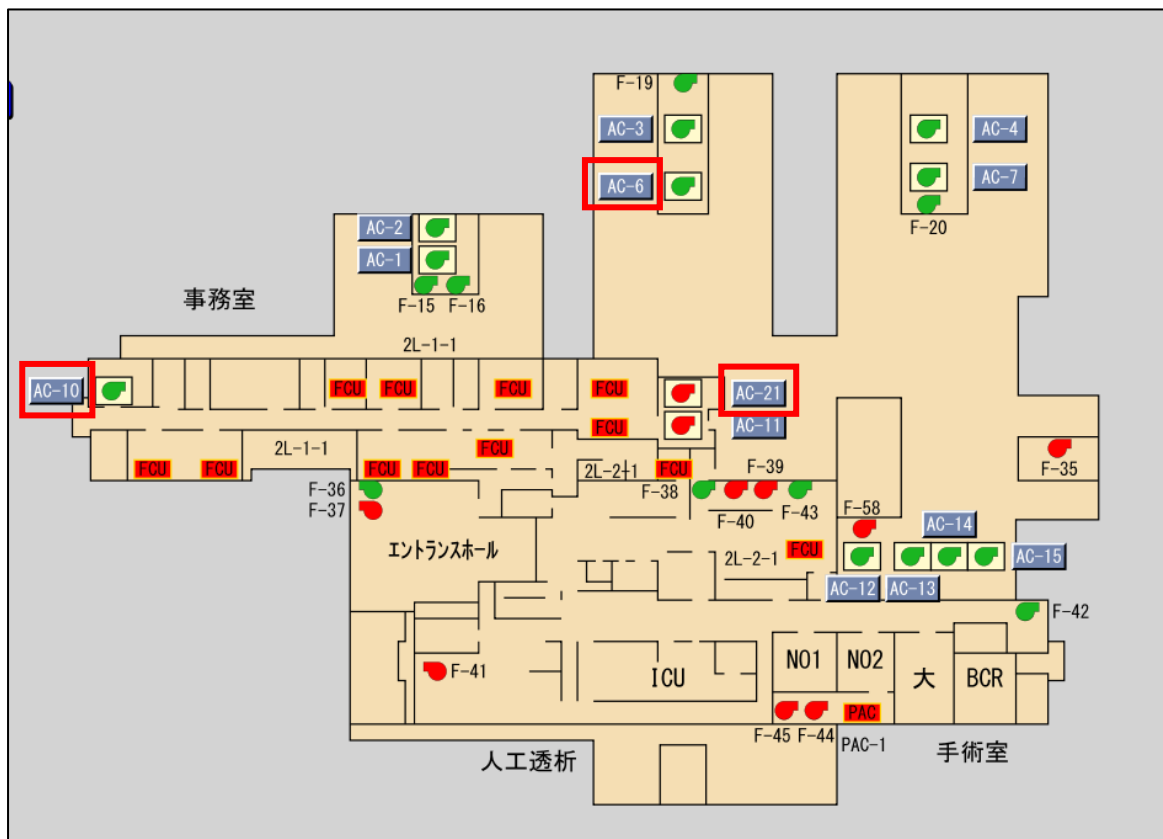 F-19
AC-3
AC-4
AC-6
AC-7
F-20
AC-2
AC-1
F-15 F-16
事務室
2L-1-1
AC-10
FCU FCU FCU FCU
AC-21
FCU
AC-11
FCU FCU
2L-1-1
FCU FCU
FCU
2L-2-1
FCU
F-39
F-35
F-36
F-38
F-37
F-40
F-43
F-58
AC-14
エントランスホール
2L-2-1
FCU
AC-15
AC-12
AC-13
F-42
F-41
ICU
NO1
NO2
大
BCR
PAC
F-45
F-44
PAC-1
人工透析
手術室